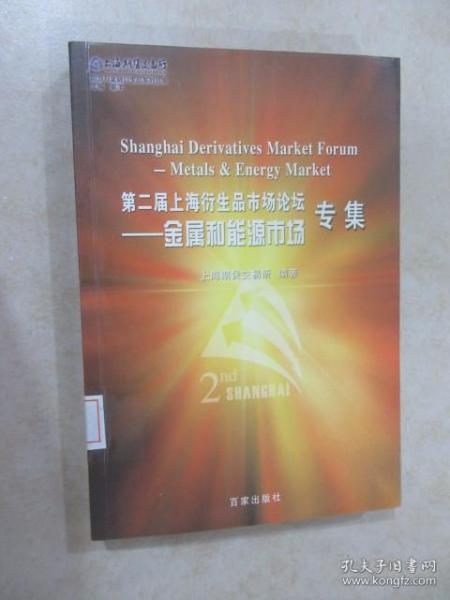 上海期货交易所
Shanghai Derivatives Market Forum
— Metals & Energy Market
第二届上海衍生品市场论坛
——金属和能源市场
专集
上海期货交易所 编著
2nd
SHANGHAI
百家出版社
孔夫子旧书网
www.kongfz.com